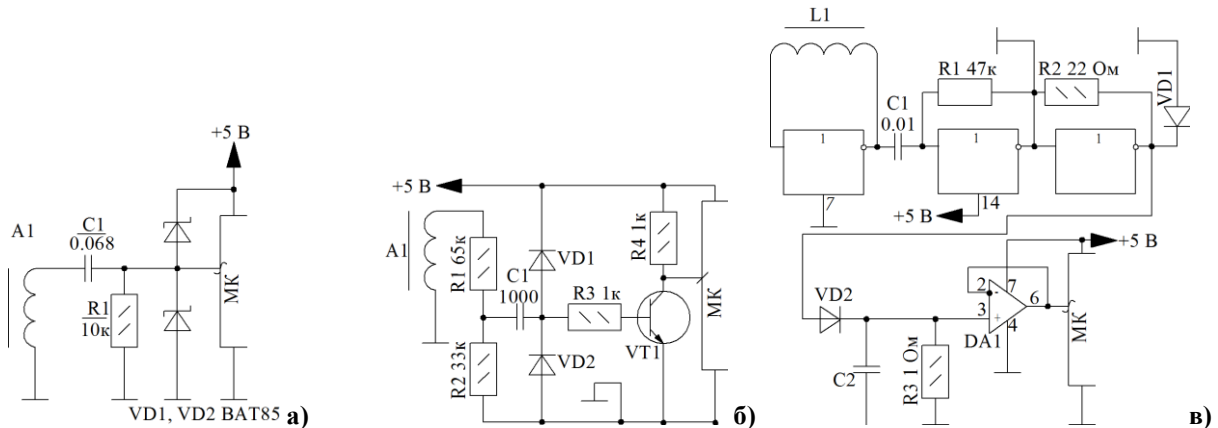 +5 В
A1
C1
0.068
R1
10к
МК
VD1, VD2 BAT85
а)
+5 В
A1
R1 65к
R2 33к
C1
1000
VD1
VD2
R3 1к
R4 1к
VT1
МК
б)
L1
R1 47к
R2 22 Ом
VD1
C1
0.01
1
1
1
7
14
+5 В
+5 В
VD2
2
-
7
6
3
+
4
DA1
C2
R3 1 Ом
МК
в)